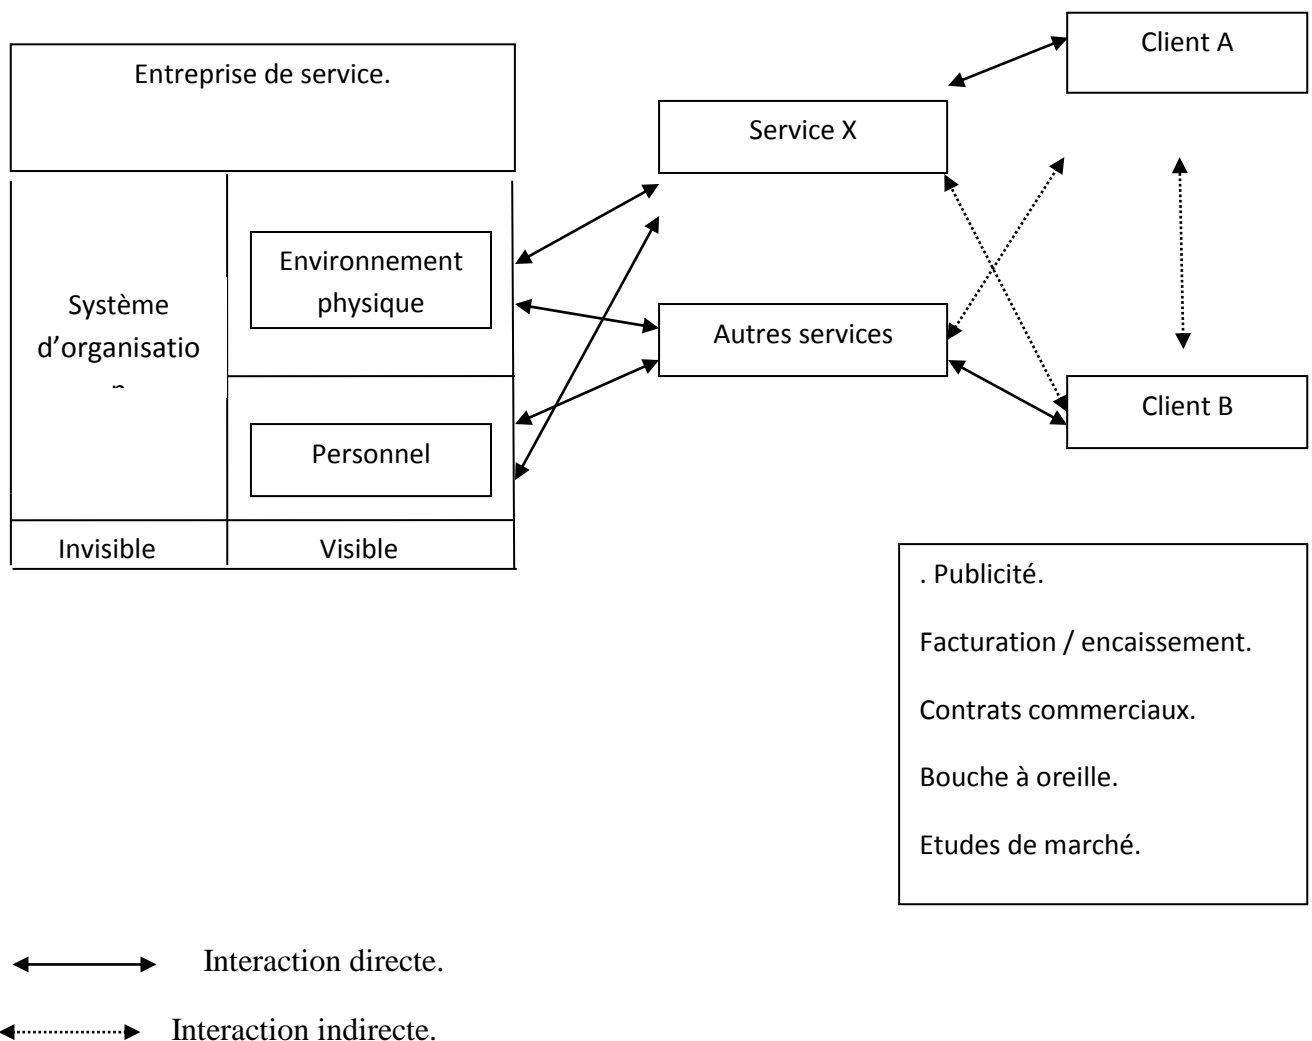 Entreprise de service.
Client A
Service X
Environnement
physique
Système
d’organisatio
Autres services
Client B
Personnel
Invisible
Visible
. Publicité.
Facturation / encaissement.
Contrats commerciaux.
Bouche à oreille.
Etudes de marché.
Interaction directe.
Interaction indirecte.